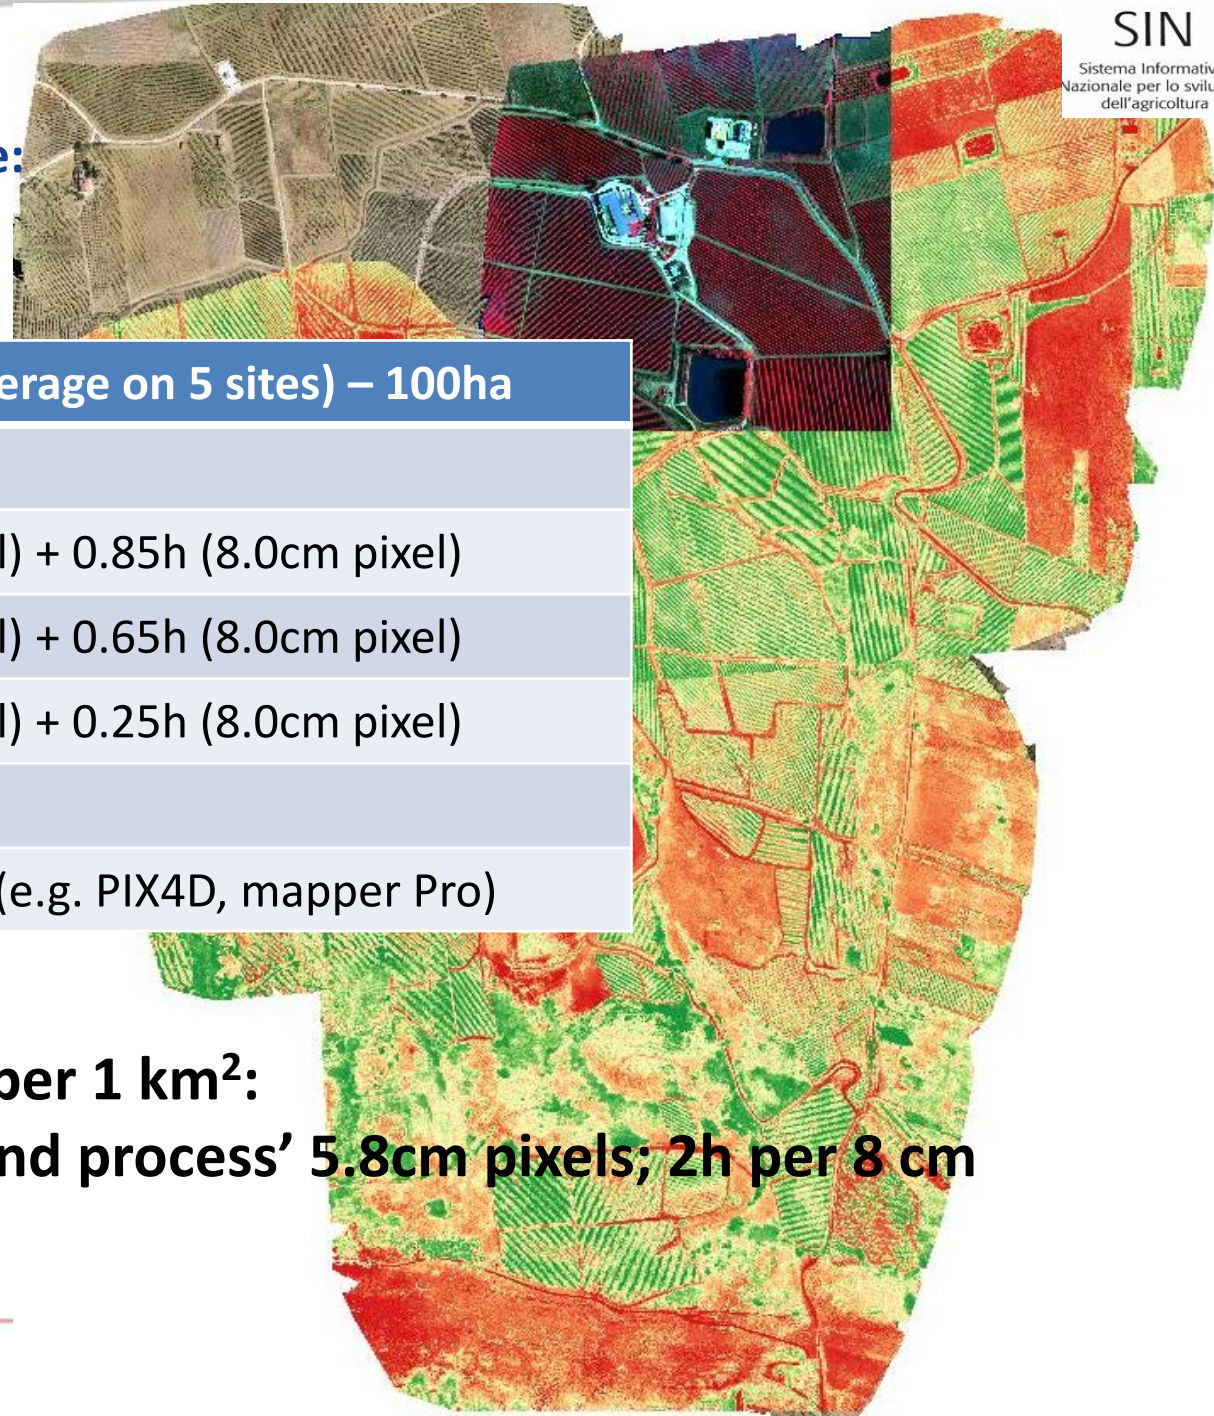 SIN
Sistema Informativ
Nazionale per lo svilu
dell'agricoltura
e:
erage on 5 sites) – 100ha
l) + 0.85h (8.0cm pixel)
l) + 0.65h (8.0cm pixel)
l) + 0.25h (8.0cm pixel)
(e.g. PIX4D, mapper Pro)
per 1 km²:
nd process’ 5.8cm pixels; 2h per 8 cm